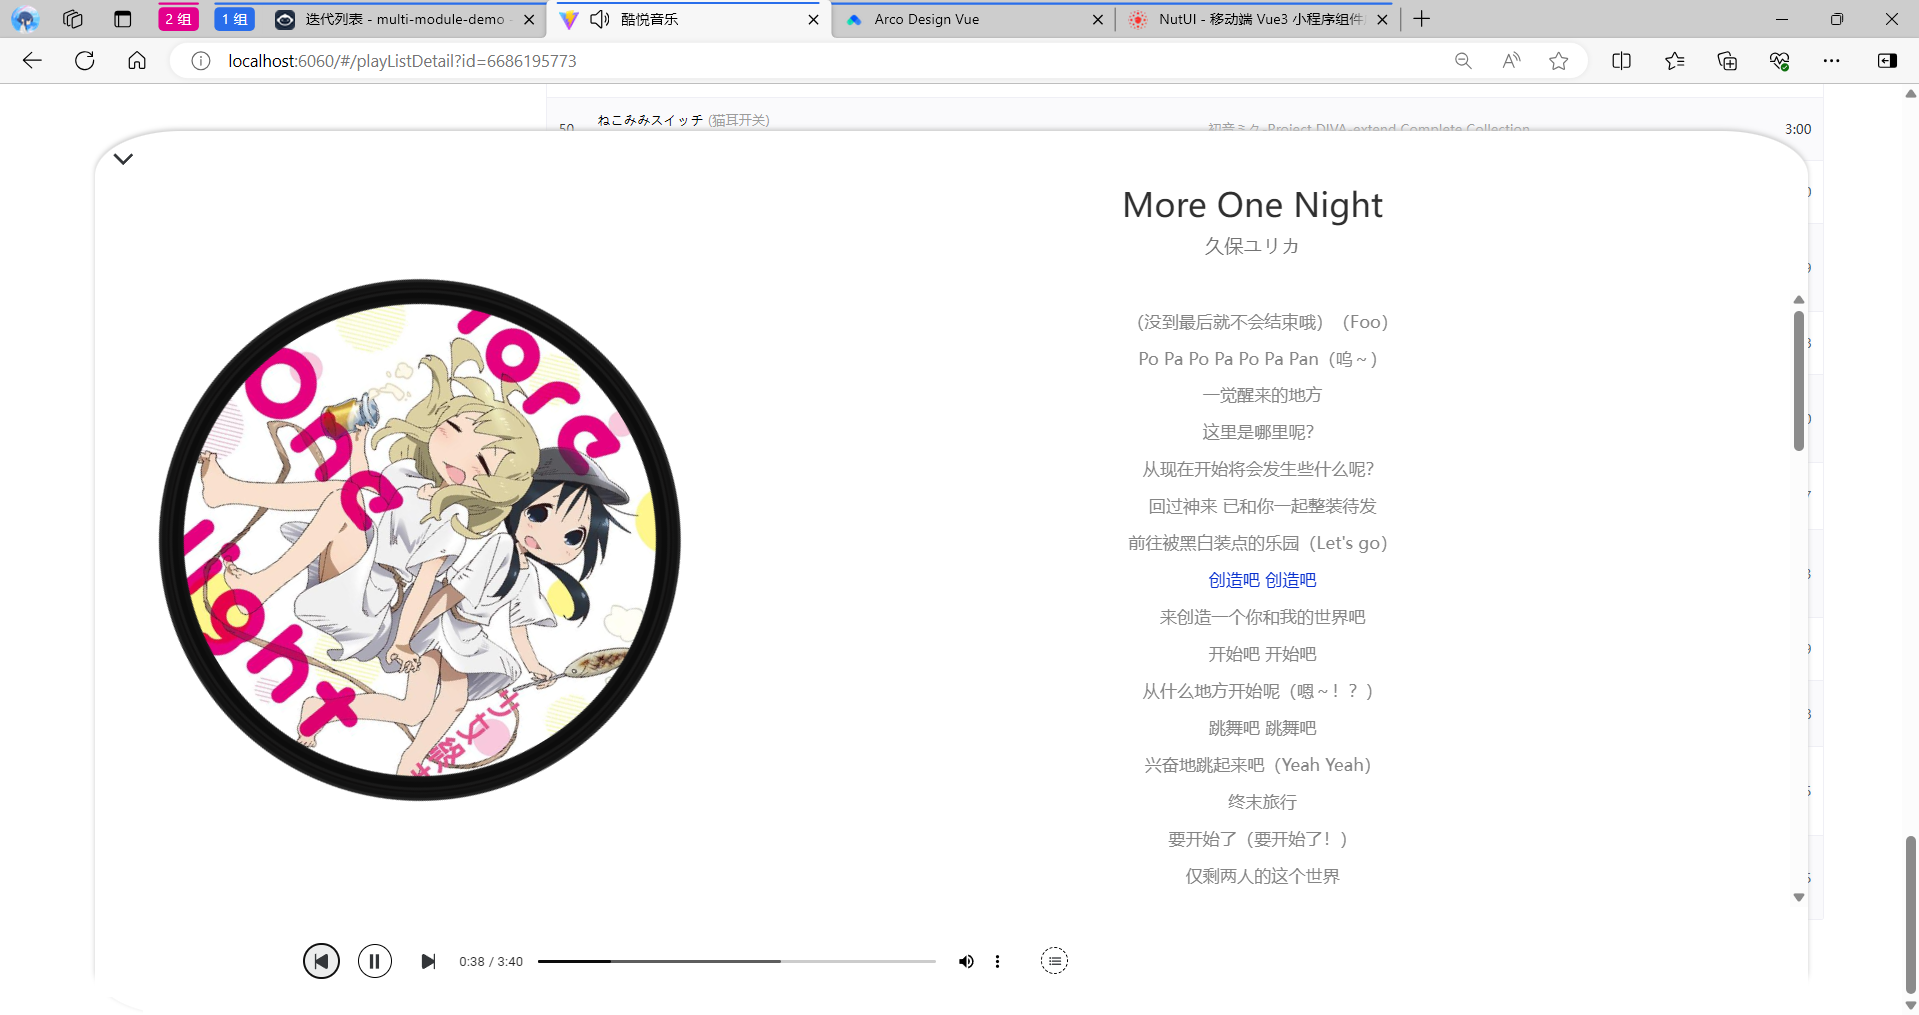 2 组
1 组
迭代列表 - multi-module-demo
酷悦音乐
Arco Design Vue
NutUI - 移动端 Vue3 小程序组件
localhost:6060/#/playListDetail?id=6686195773
50 ねこみみスイッチ (猫耳开关) 初音ミク-Project DIVA-extend Complete Collection 3:00
More One Night
久保ユリカ
（没到最后就不会结束哦）（Foo）
Po Pa Po Pa Po Pa Pan（呜～）
一觉醒来的地方
这里是哪里呢？
从现在开始将会发生些什么呢？
回过神来 已和你一起整装待发
前往被黑白装点的乐园（Let's go）
创造吧 创造吧
来创造一个你和我的世界吧
开始吧 开始吧
从什么地方开始呢（嗯～！？）
跳舞吧 跳舞吧
兴奋地跳起来吧（Yeah Yeah）
终末旅行
要开始了（要开始了！）
仅剩两人的这个世界
More
One
Night
0:38 / 3:40